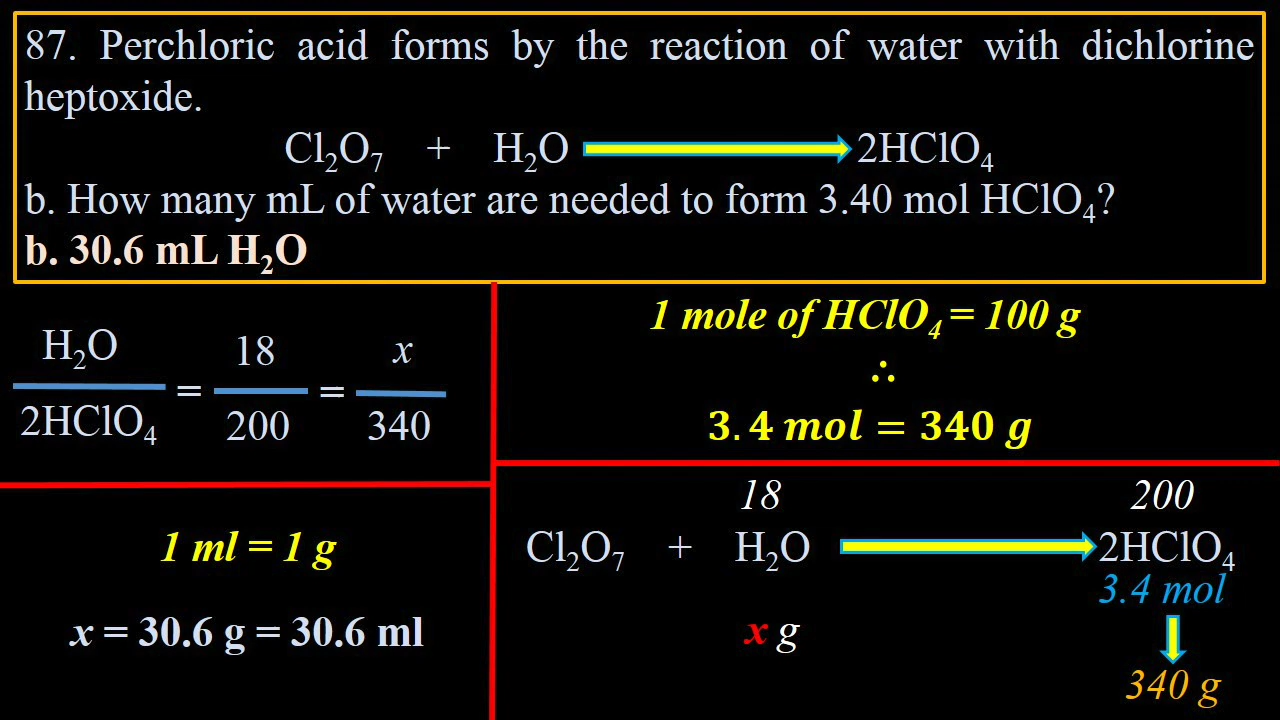 87. Perchloric acid forms by the reaction of water with dichlorine
heptoxide.
Cl₂O₇ + H₂O 2HClO₄
b. How many mL of water are needed to form 3.40 mol HClO₄?
b. 30.6 mL H₂O
H₂O
2HClO₄
=
18
200
=
x
340
1 mole of HClO₄ = 100 g
∴
3.4 mol = 340 g
1 ml = 1 g
x = 30.6 g = 30.6 ml
18 200
Cl₂O₇ + H₂O 2HClO₄
3.4 mol
x g
340 g